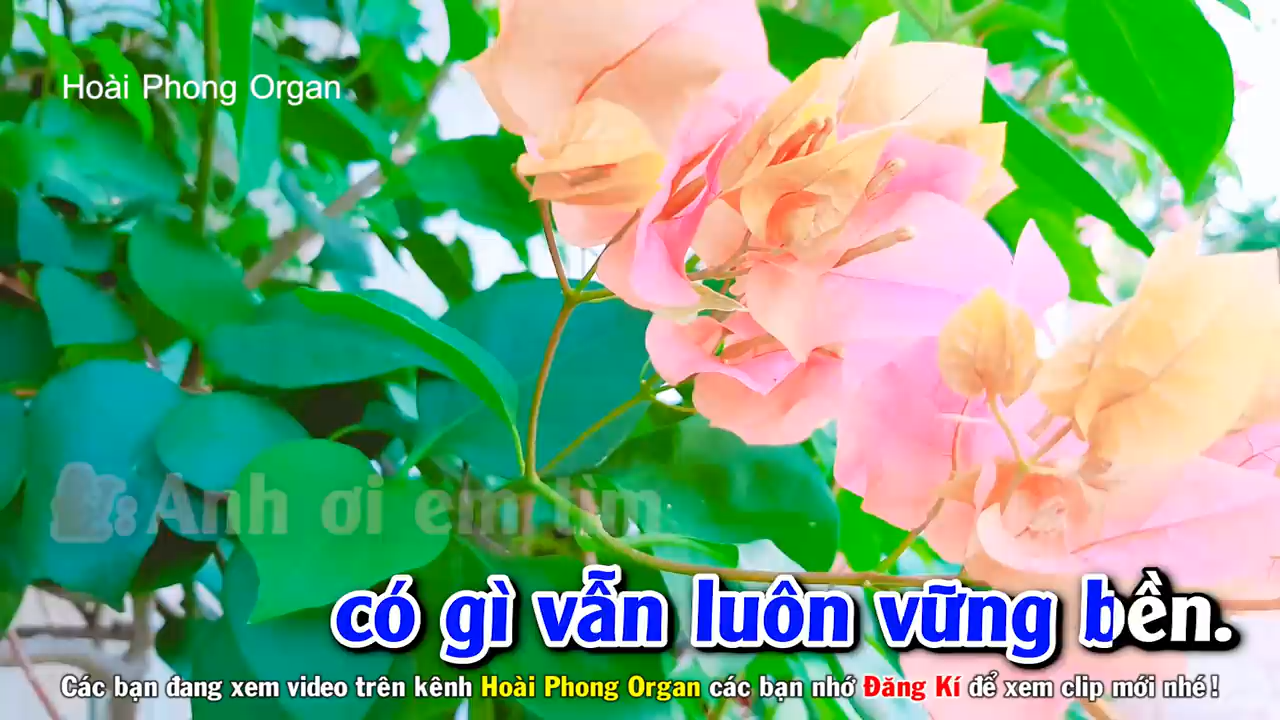 Hoài Phong Organ
: Anh ơi em tìm
có gì vẫn luôn vững bền.
Các bạn đang xem video trên kênh Hoài Phong Organ các bạn nhớ Đăng Kí để xem clip mới nhé!